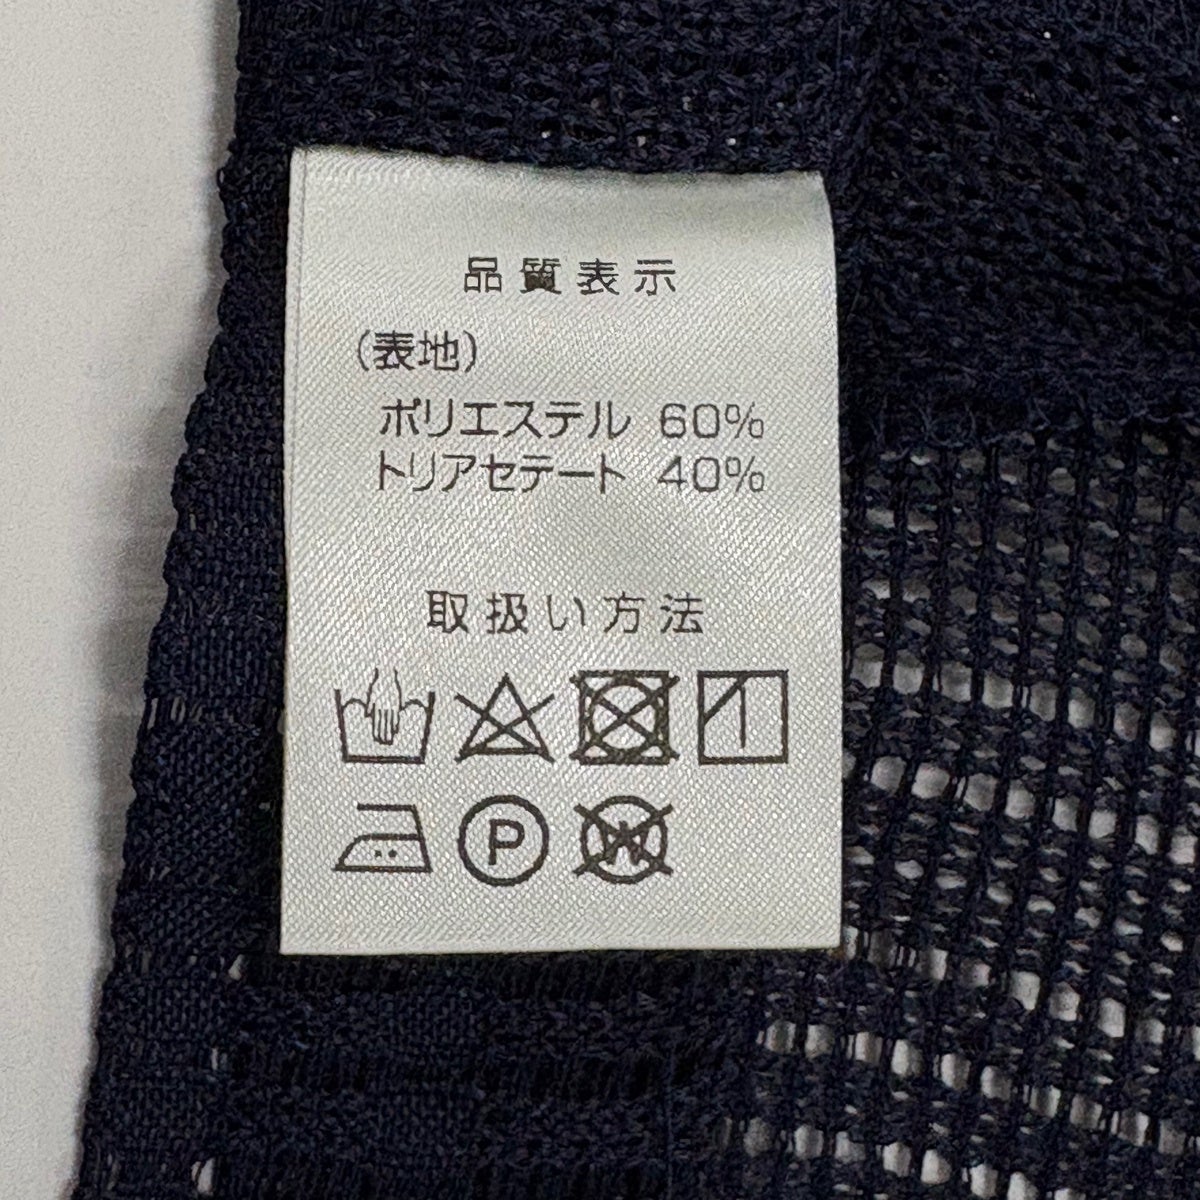 品質表示
(表地)
ポリエステル 60%
トリアセテート 40%
取扱い方法
P W